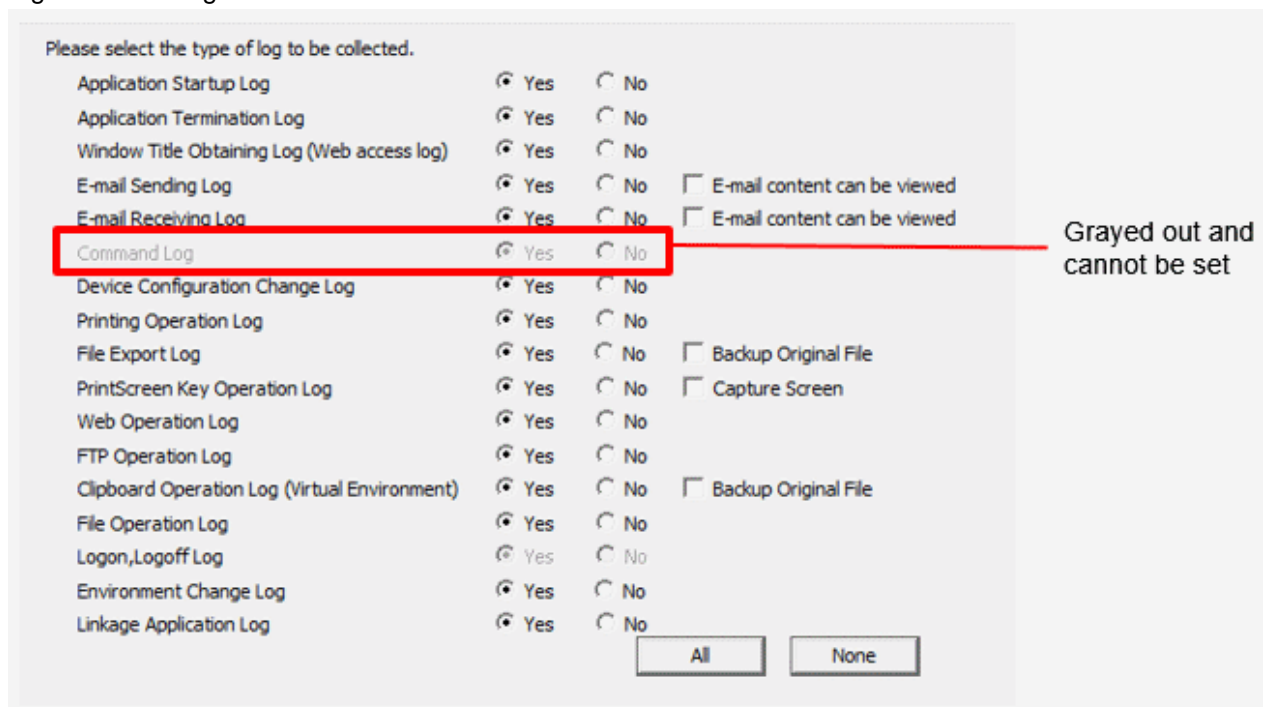 Please select the type of log to be collected.
Application Startup Log Yes No
Application Termination Log Yes No
Window Title Obtaining Log (Web access log) Yes No
E-mail Sending Log Yes No E-mail content can be viewed
E-mail Receiving Log Yes No E-mail content can be viewed
Command Log Yes No
Grayed out and
cannot be set
Device Configuration Change Log Yes No
Printing Operation Log Yes No
File Export Log Yes No Backup Original File
PrintScreen Key Operation Log Yes No Capture Screen
Web Operation Log Yes No
FTP Operation Log Yes No
Clipboard Operation Log (Virtual Environment) Yes No Backup Original File
File Operation Log Yes No
Logon,Logoff Log Yes No
Environment Change Log Yes No
Linkage Application Log Yes No
All None